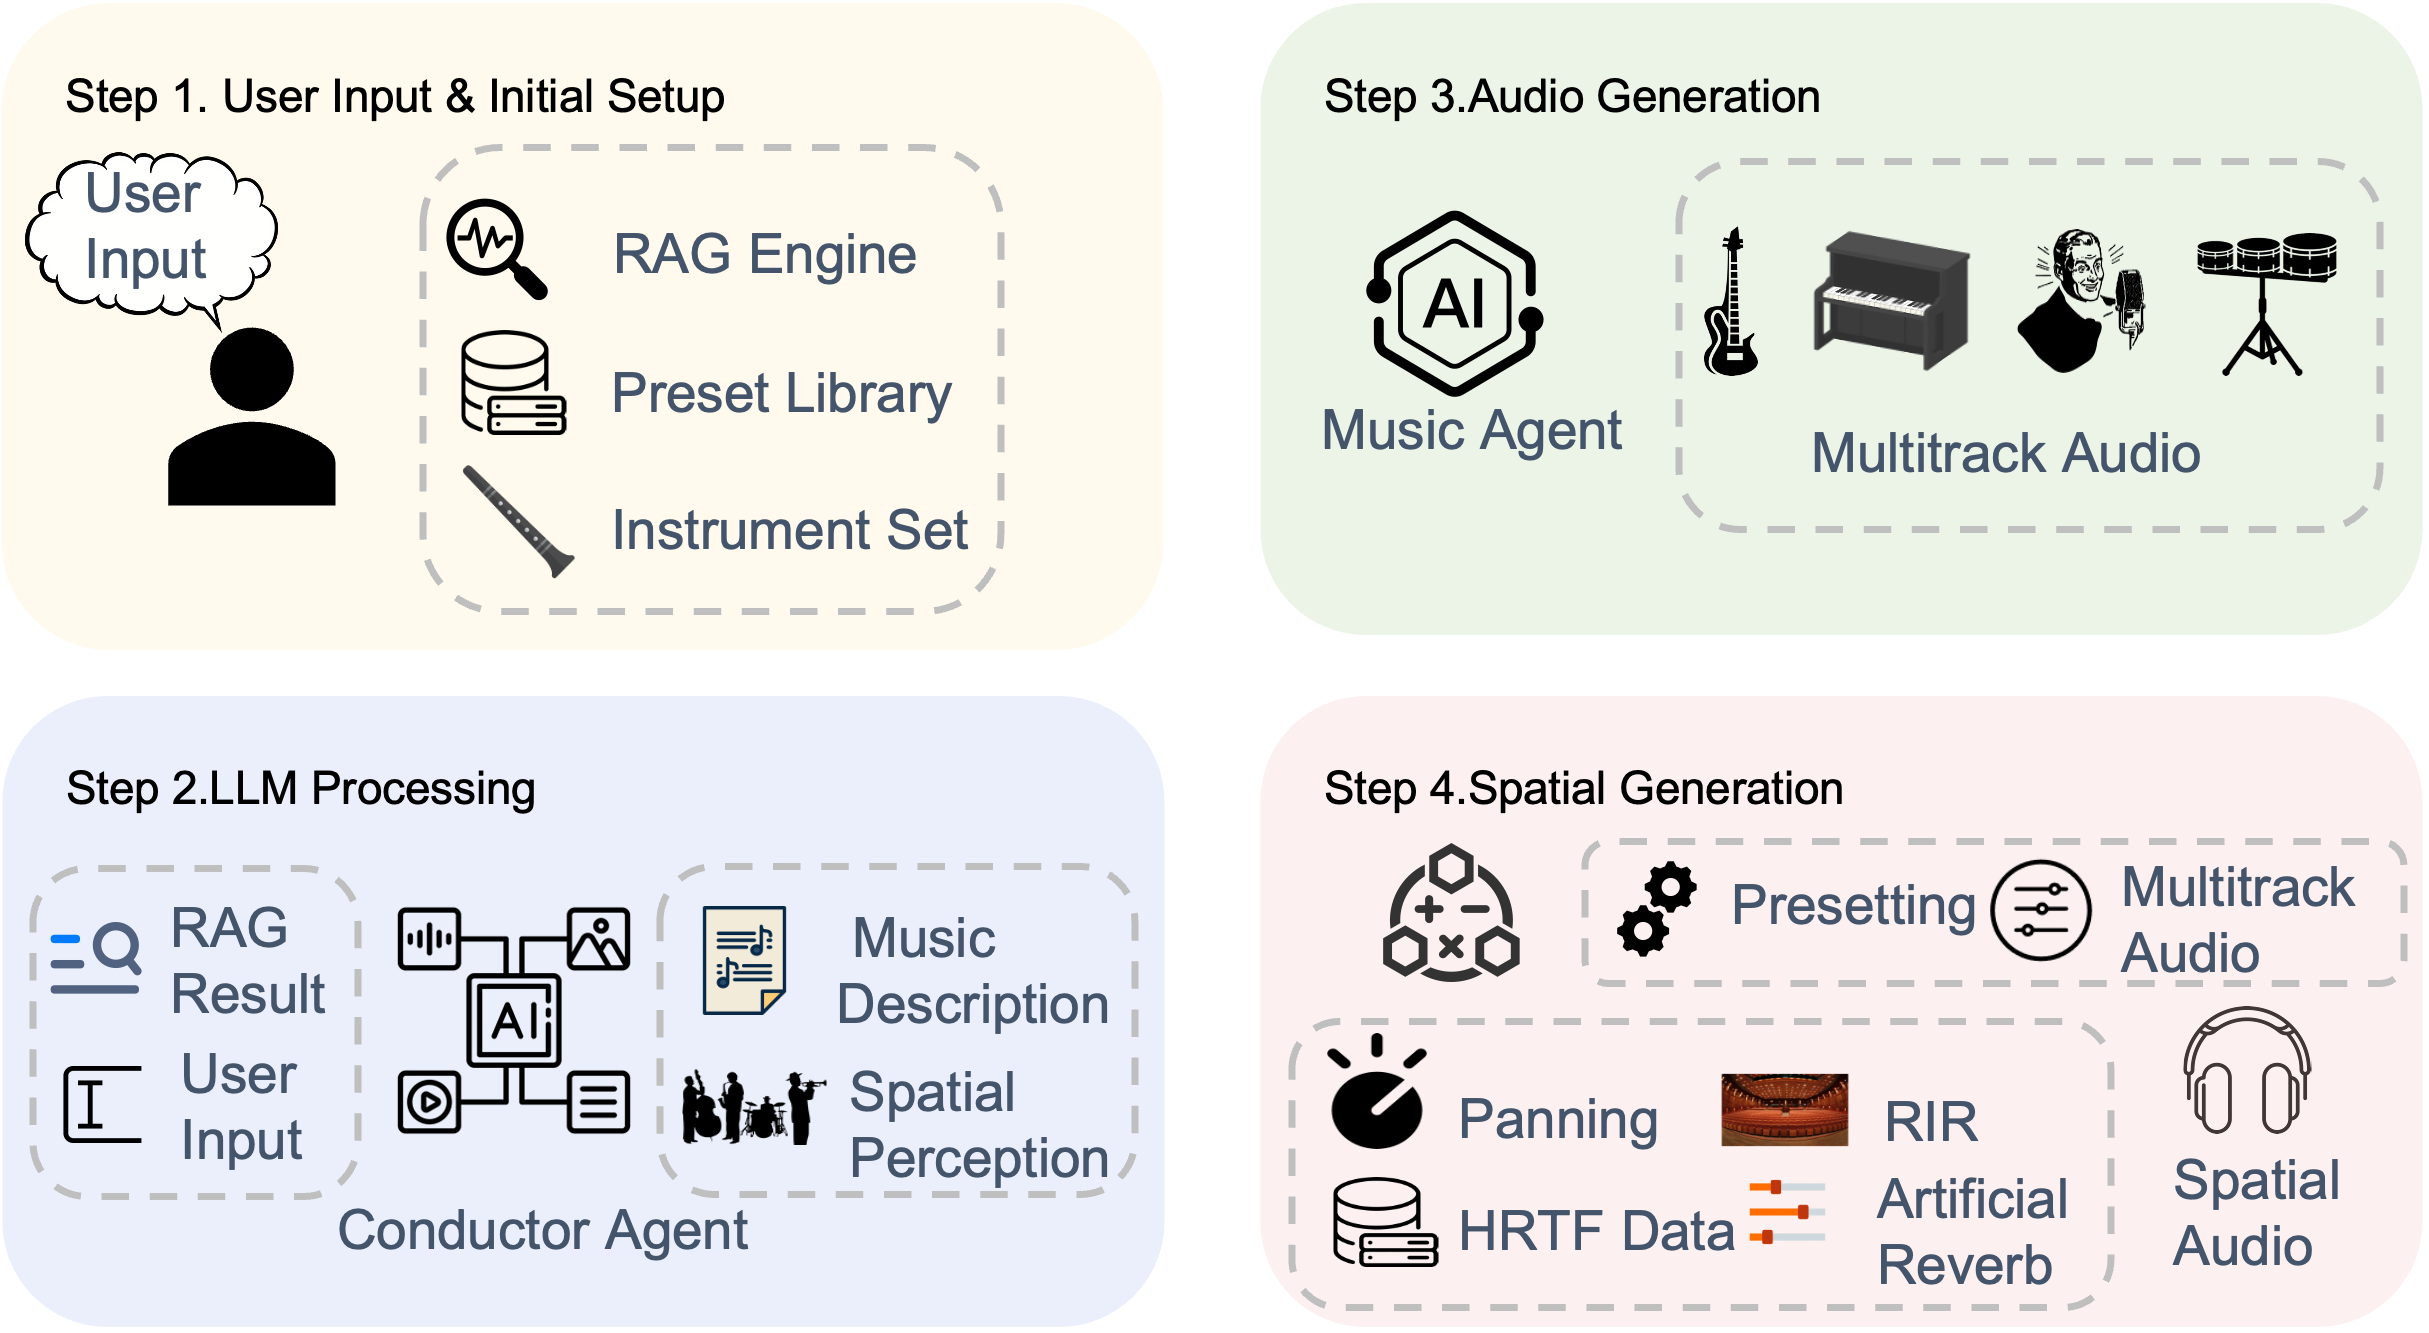 Step 1. User Input & Initial Setup
User
Input
RAG Engine
Preset Library
Instrument Set
Step 2.LLM Processing
RAG
Result
User
Input
AI
Conductor Agent
Music
Description
Spatial
Perception
Step 3.Audio Generation
AI
Music Agent
Multitrack Audio
Step 4.Spatial Generation
Presetting
Multitrack
Audio
Panning
RIR
HRTF Data
Artificial
Reverb
Spatial
Audio